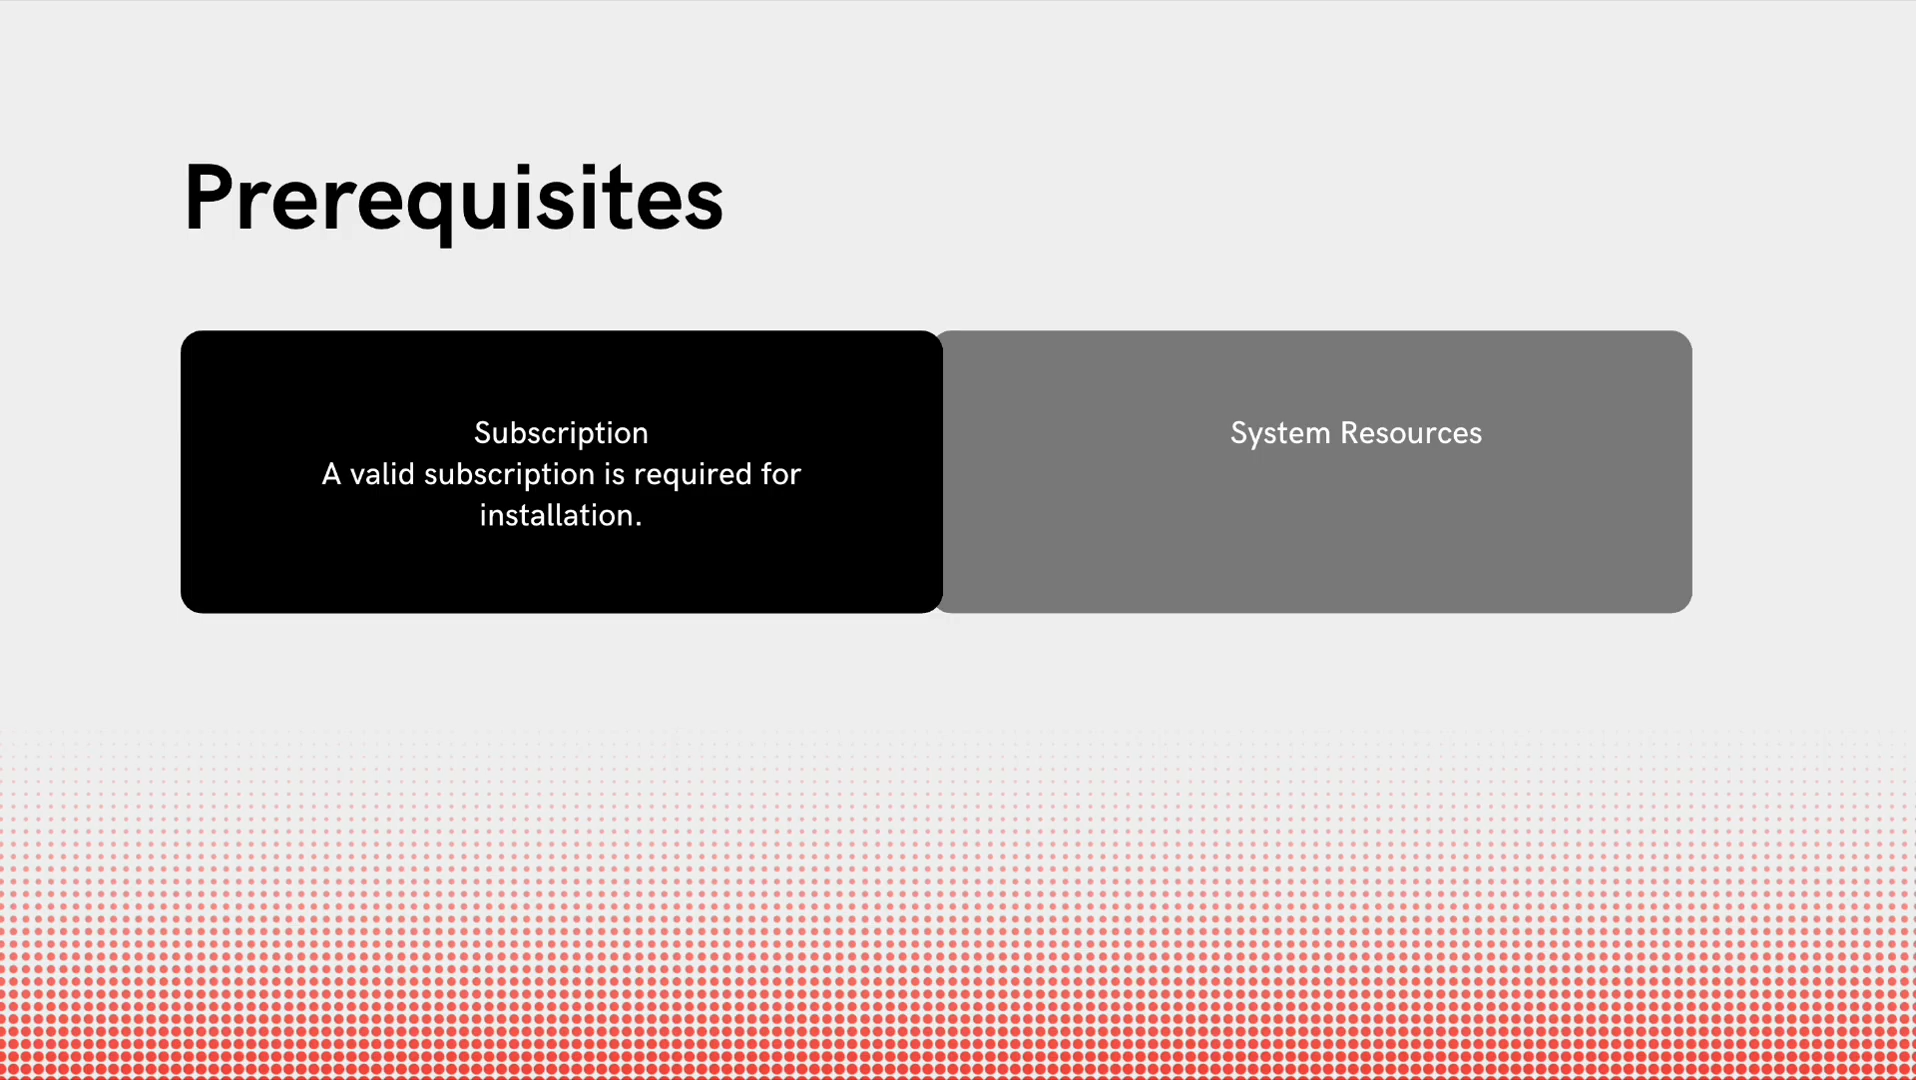 Prerequisites
Subscription
A valid subscription is required for
installation.
System Resources